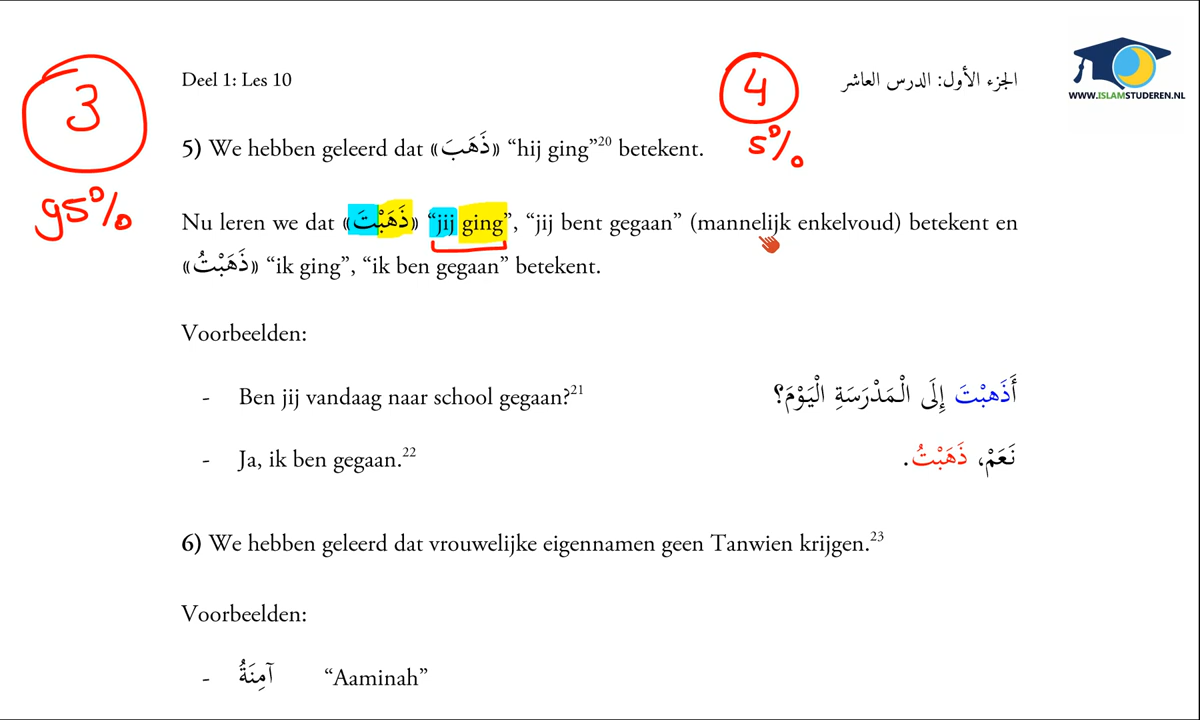 3
95%
Deel 1: Les 10
4
5%
الجزء الأول: الدرس العاشر
WWW.ISLAMSTUDEREN.NL
5) We hebben geleerd dat «ذَهَبَ» “hij ging”20 betekent.
Nu leren we dat «ذَهَبْتَ» “jij ging”, “jij bent gegaan” (mannelijk enkelvoud) betekent en
«ذَهَبْتُ» “ik ging”, “ik ben gegaan” betekent.
Voorbeelden:
- Ben jij vandaag naar school gegaan?21 أَذَهَبْتَ إِلَى الْمَدْرَسَةِ الْيَوْمَ؟
- Ja, ik ben gegaan.22 نَعَمْ، ذَهَبْتُ.
6) We hebben geleerd dat vrouwelijke eigennamen geen Tanwien krijgen.23
Voorbeelden:
- آمِنَةُ “Aaminah”